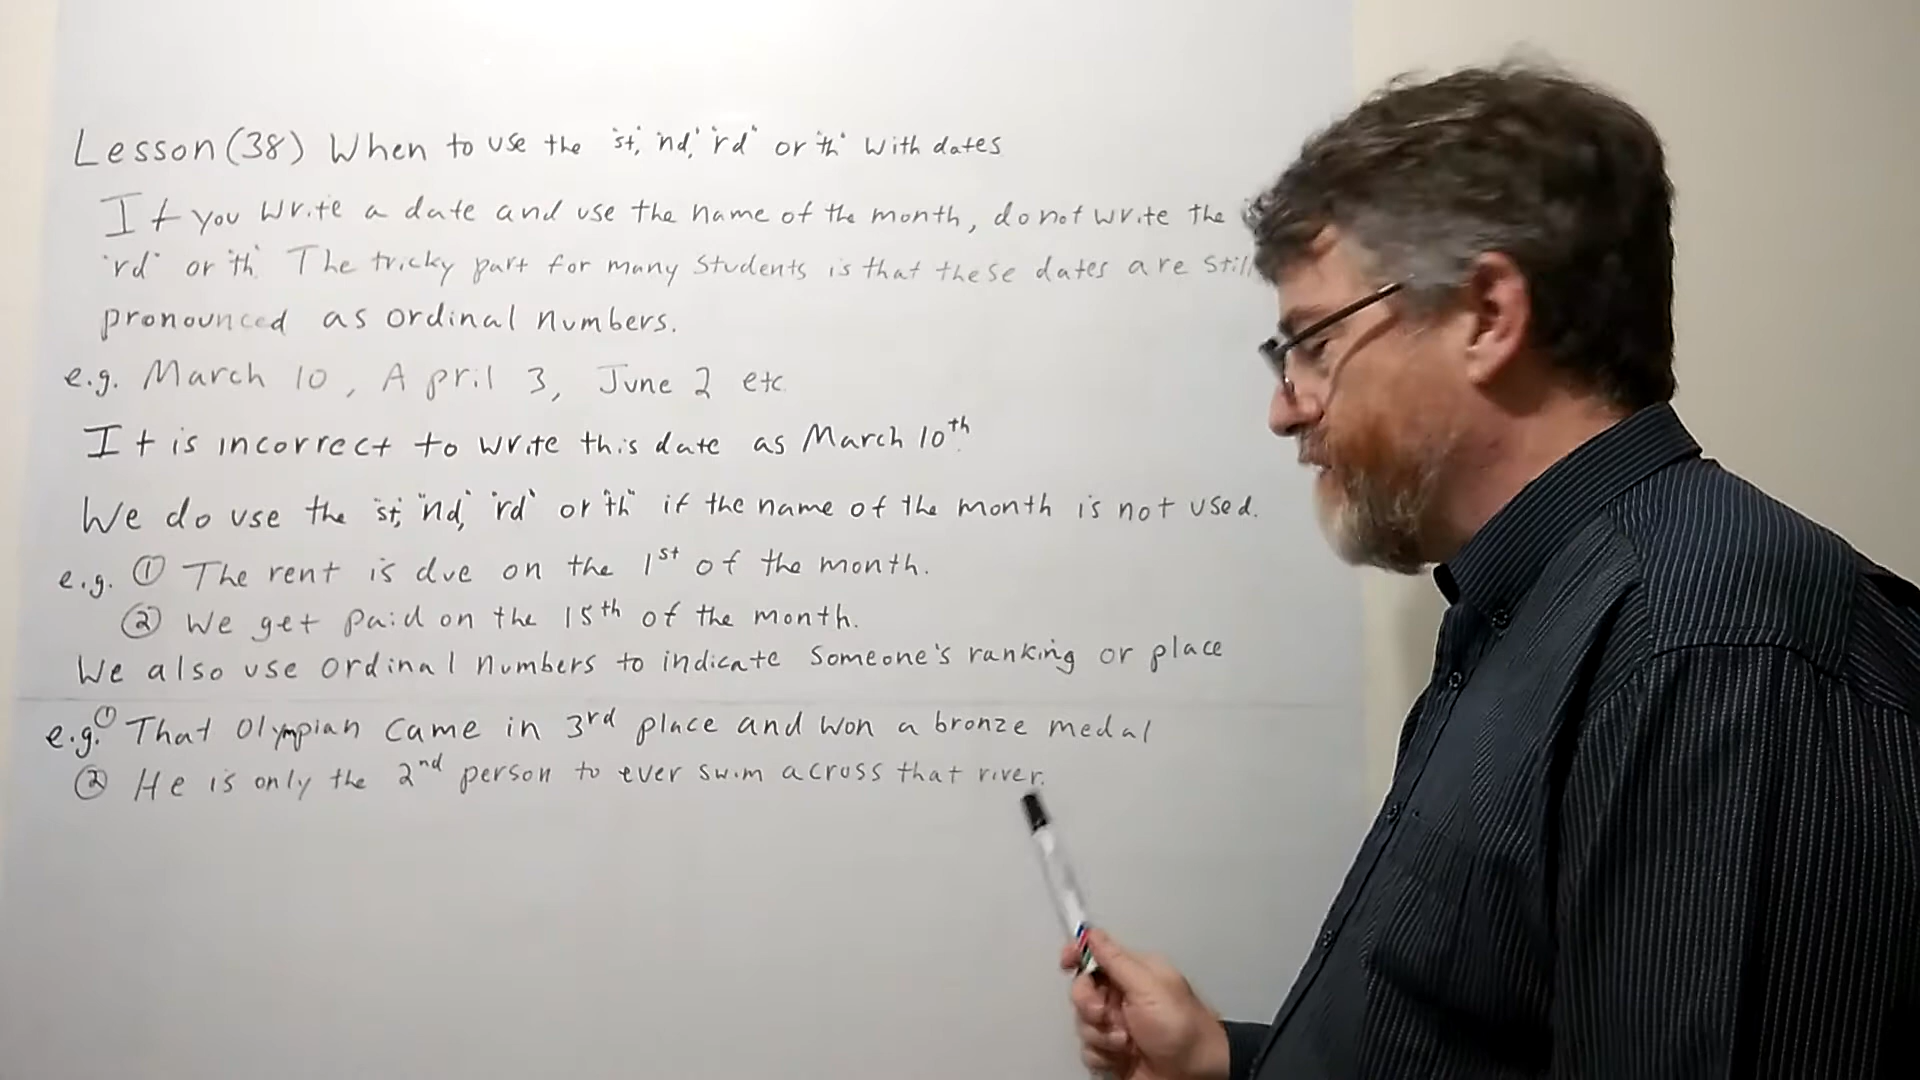 Lesson (38) When to use the "st", "nd", "rd" or "th" with dates
If you write a date and use the name of the month, do not write the
"rd" or "th". The tricky part for many students is that these dates are still
pronounced as ordinal numbers.
e.g. March 10, April 3, June 2 etc.
It is incorrect to write this date as March 10th.
We do use the "st", "nd", "rd" or "th" if the name of the month is not used.
e.g. ① The rent is due on the 1st of the month.
② We get paid on the 15th of the month.
We also use ordinal numbers to indicate someone's ranking or place
e.g. ① That Olympian came in 3rd place and won a bronze medal
② He is only the 2nd person to ever swim across that river.